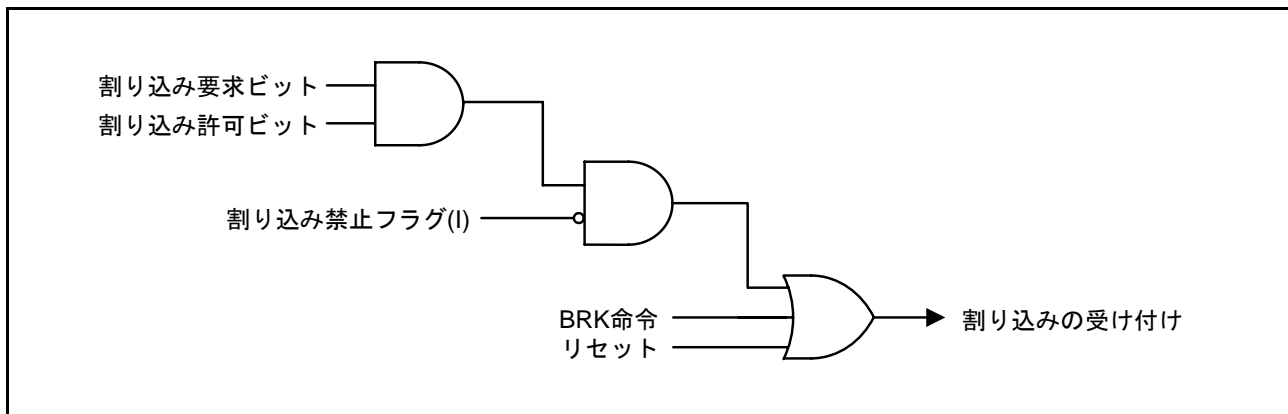 割り込み要求ビット
割り込み許可ビット
割り込み禁止フラグ(I)
BRK命令
リセット
割り込みの受け付け